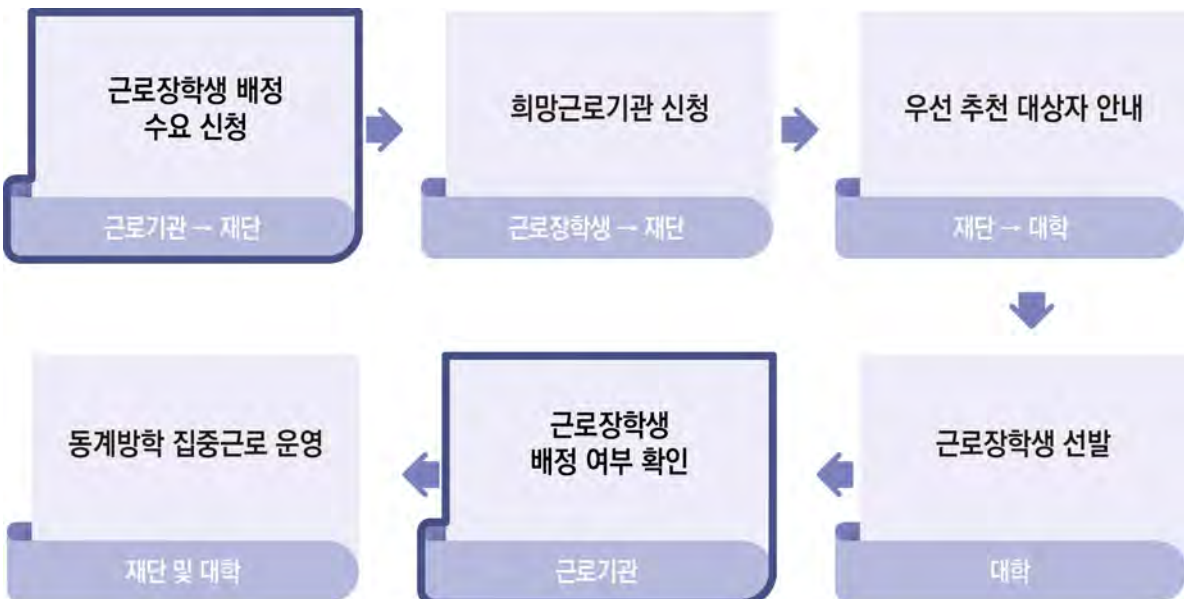 근로장학생 배정
수요 신청
근로기관 → 재단
희망근로기관 신청
근로장학생 → 재단
우선 추천 대상자 안내
재단 → 대학
근로장학생 선발
대학
근로장학생
배정 여부 확인
근로기관
동계방학 집중근로 운영
재단 및 대학